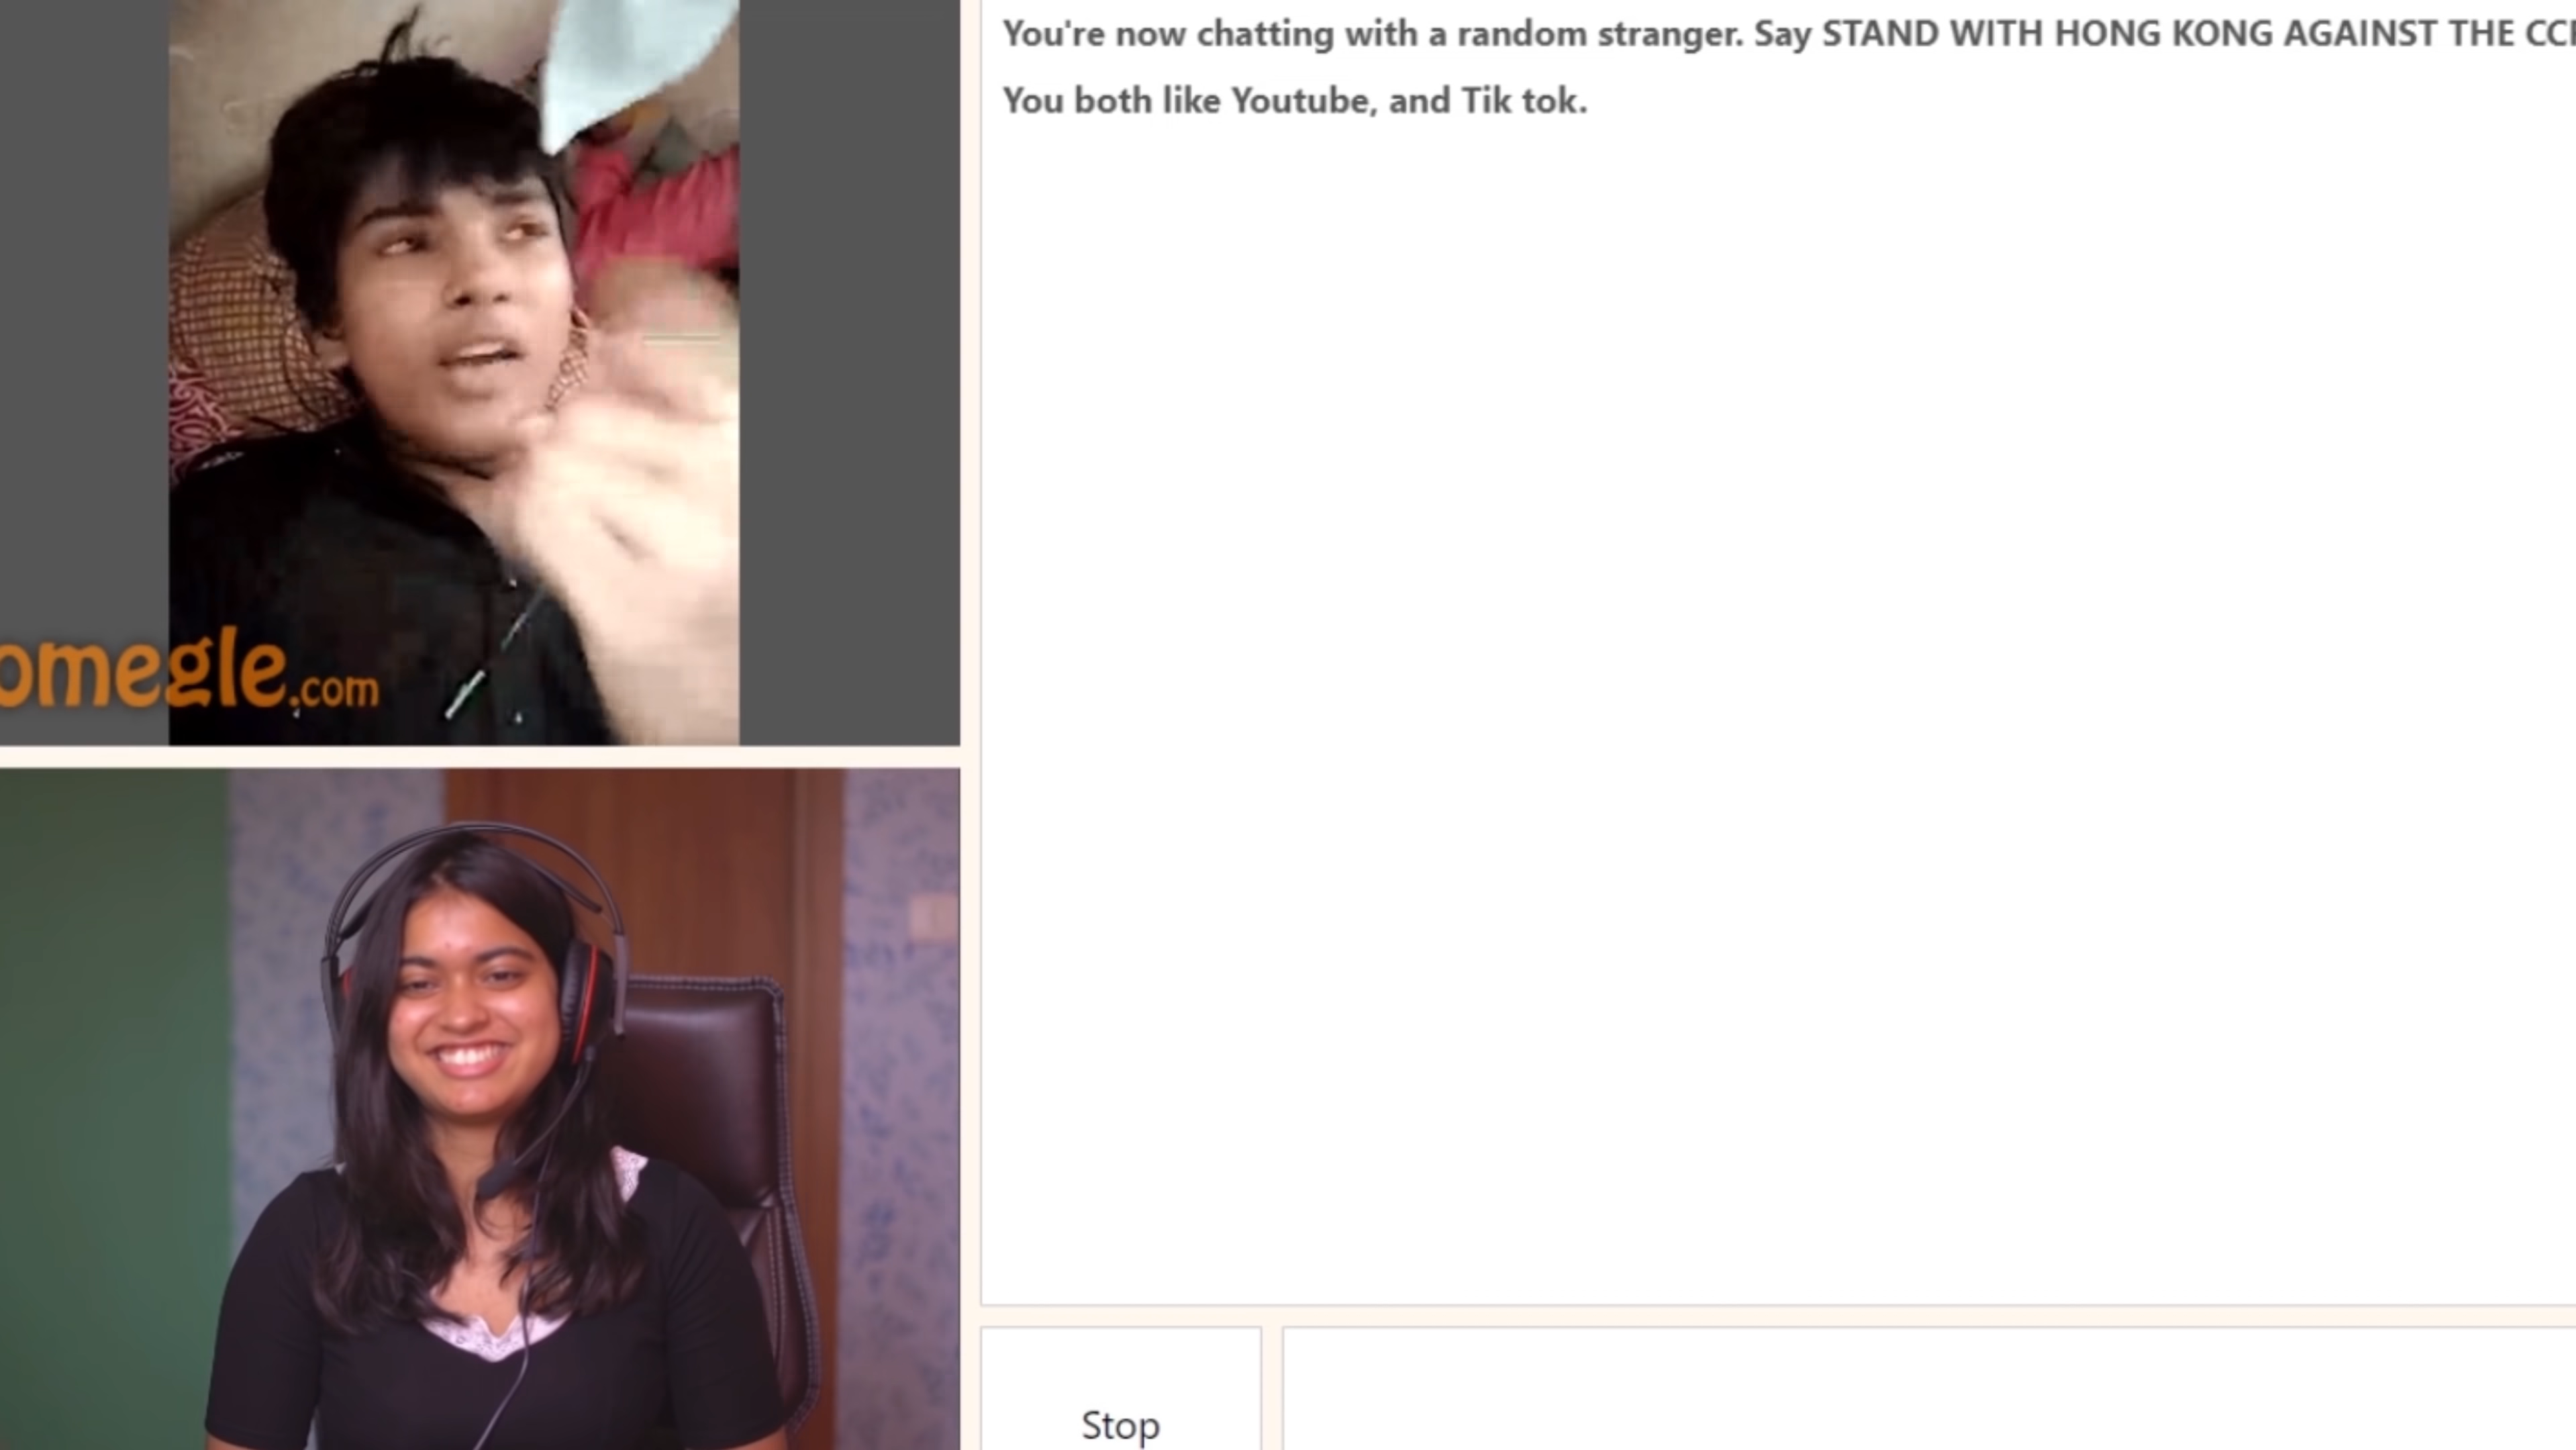 You're now chatting with a random stranger. Say STAND WITH HONG KONG AGAINST THE
You both like Youtube, and Tik tok.
omegle.com
Stop